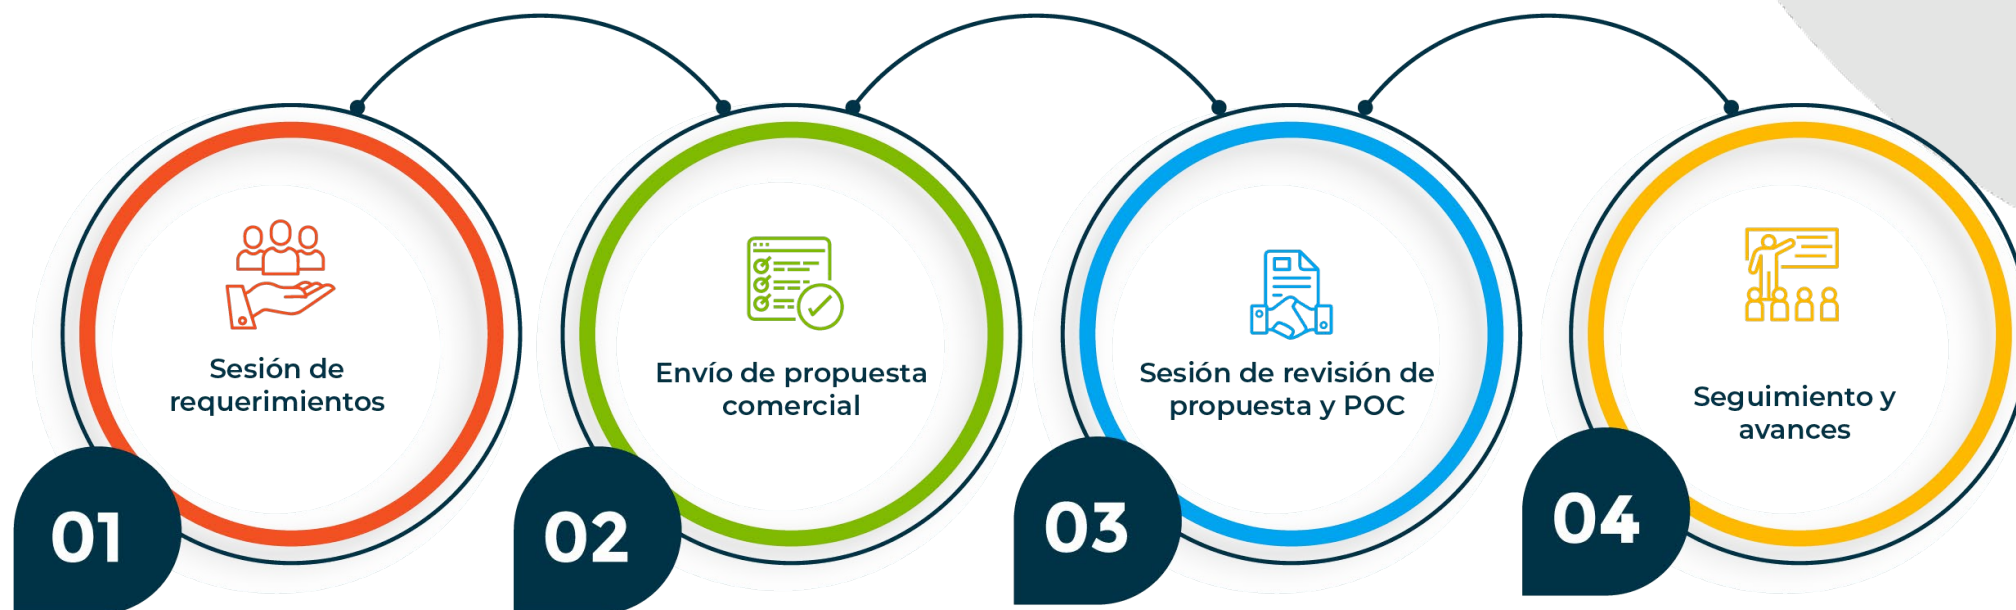 Sesión de
requerimientos
01
Envío de propuesta
comercial
02
Sesión de revisión de
propuesta y POC
03
Seguimiento y
avances
04